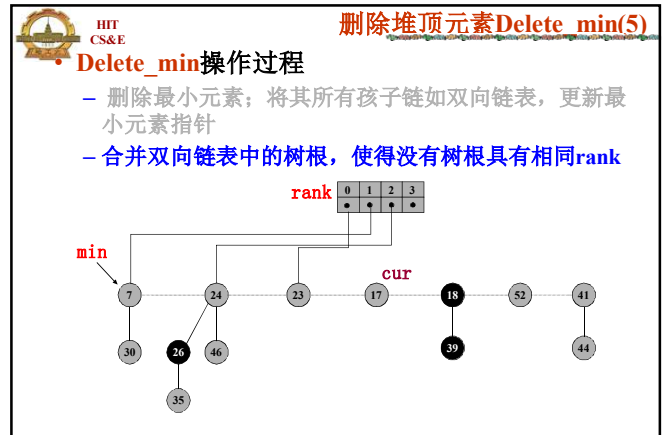 HIT
CS&E
删除堆顶元素Delete_min(5)
• Delete_min操作过程
– 删除最小元素；将其所有孩子链如双向链表，更新最
小元素指针
– 合并双向链表中的树根，使得没有树根具有相同rank
rank 0 1 2 3
min
cur
7 24 23 17 18 52 41
30 26 46 39 44
35